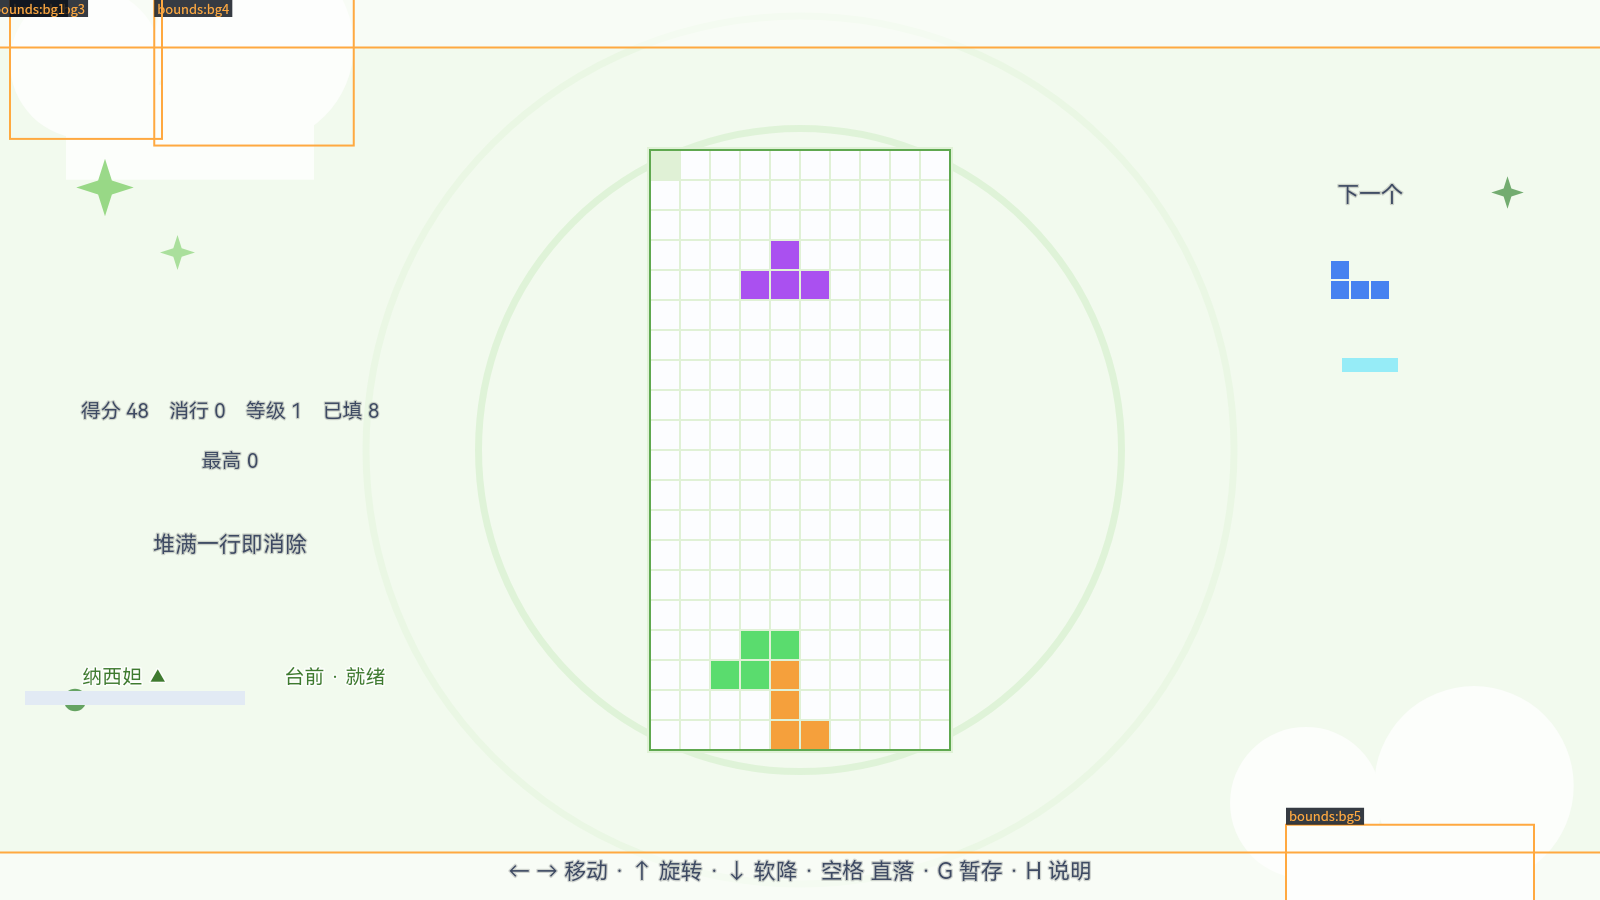 bounds:bg1
g3
bounds:bg4
下一个
得分 48 消行 0 等级 1 已填 8
最高 0
堆满一行即消除
纳西妲 ▲
台前 · 就绪
bounds:bg5
←→ 移动 · ↑ 旋转 · ↓ 软降 · 空格 直落 · G 暂存 · H 说明